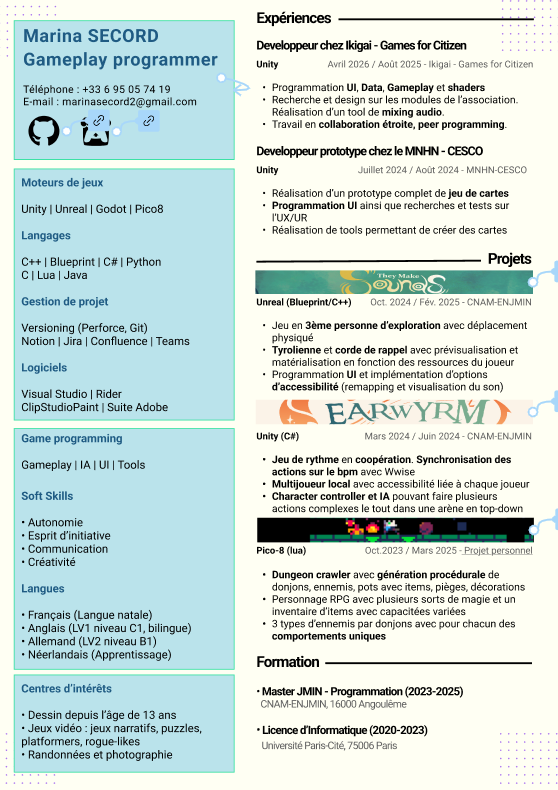 Marina SECORD
Gameplay programmer
Téléphone : +33 6 95 05 74 19
E-mail : marinasecord2@gmail.com
Moteurs de jeux
Unity | Unreal | Godot | Pico8
Langages
C++ | Blueprint | C# | Python
C | Lua | Java
Gestion de projet
Versioning (Perforce, Git)
Notion | Jira | Confluence | Teams
Logiciels
Visual Studio | Rider
ClipStudioPaint | Suite Adobe
Game programming
Gameplay | IA | UI | Tools
Soft Skills
• Autonomie
• Esprit d'initiative
• Communication
• Créativité
Langues
• Français (Langue natale)
• Anglais (LV1 niveau C1, bilingue)
• Allemand (LV2 niveau B1)
• Néerlandais (Apprentissage)
Centres d'intérêts
• Dessin depuis l'âge de 13 ans
• Jeux vidéo : jeux narratifs, puzzles,
platformers, rogue-likes
• Randonnées et photographie
Expériences
Developpeur chez Ikigai - Games for Citizen
Unity Avril 2026 / Août 2025 - Ikigai - Games for Citizen
• Programmation UI, Data, Gameplay et shaders
• Recherche et design sur les modules de l'association.
Réalisation d'un tool de mixing audio.
• Travail en collaboration étroite, peer programming.
Developpeur prototype chez le MNHN - CESCO
Unity Juillet 2024 / Août 2024 - MNHN-CESCO
• Réalisation d'un prototype complet de jeu de cartes
• Programmation UI ainsi que recherches et tests sur
l'UX/UR
• Réalisation de tools permettant de créer des cartes
Projets
They Make
Sounds
Unreal (Blueprint/C++) Oct. 2024 / Fév. 2025 - CNAM-ENJMIN
• Jeu en 3ème personne d'exploration avec déplacement
physiqué
• Tyrolienne et corde de rappel avec prévisualisation et
matérialisation en fonction des ressources du joueur
• Programmation UI et implémentation d'options
d'accessibilité (remapping et visualisation du son)
EARWYRM
Unity (C#) Mars 2024 / Juin 2024 - CNAM-ENJMIN
• Jeu de rythme en coopération. Synchronisation des
actions sur le bpm avec Wwise
• Multijoueur local avec accessibilité liée à chaque joueur
• Character controller et IA pouvant faire plusieurs
actions complexes le tout dans une arène en top-down
Pico-8 (lua) Oct.2023 / Mars 2025 - Projet personnel
• Dungeon crawler avec génération procédurale de
donjons, ennemis, pots avec items, pièges, décorations
• Personnage RPG avec plusieurs sorts de magie et un
inventaire d'items avec capacitées variées
• 3 types d'ennemis par donjons avec pour chacun des
comportements uniques
Formation
• Master JMIN - Programmation (2023-2025)
CNAM-ENJMIN, 16000 Angoulême
• Licence d'Informatique (2020-2023)
Université Paris-Cité, 75006 Paris